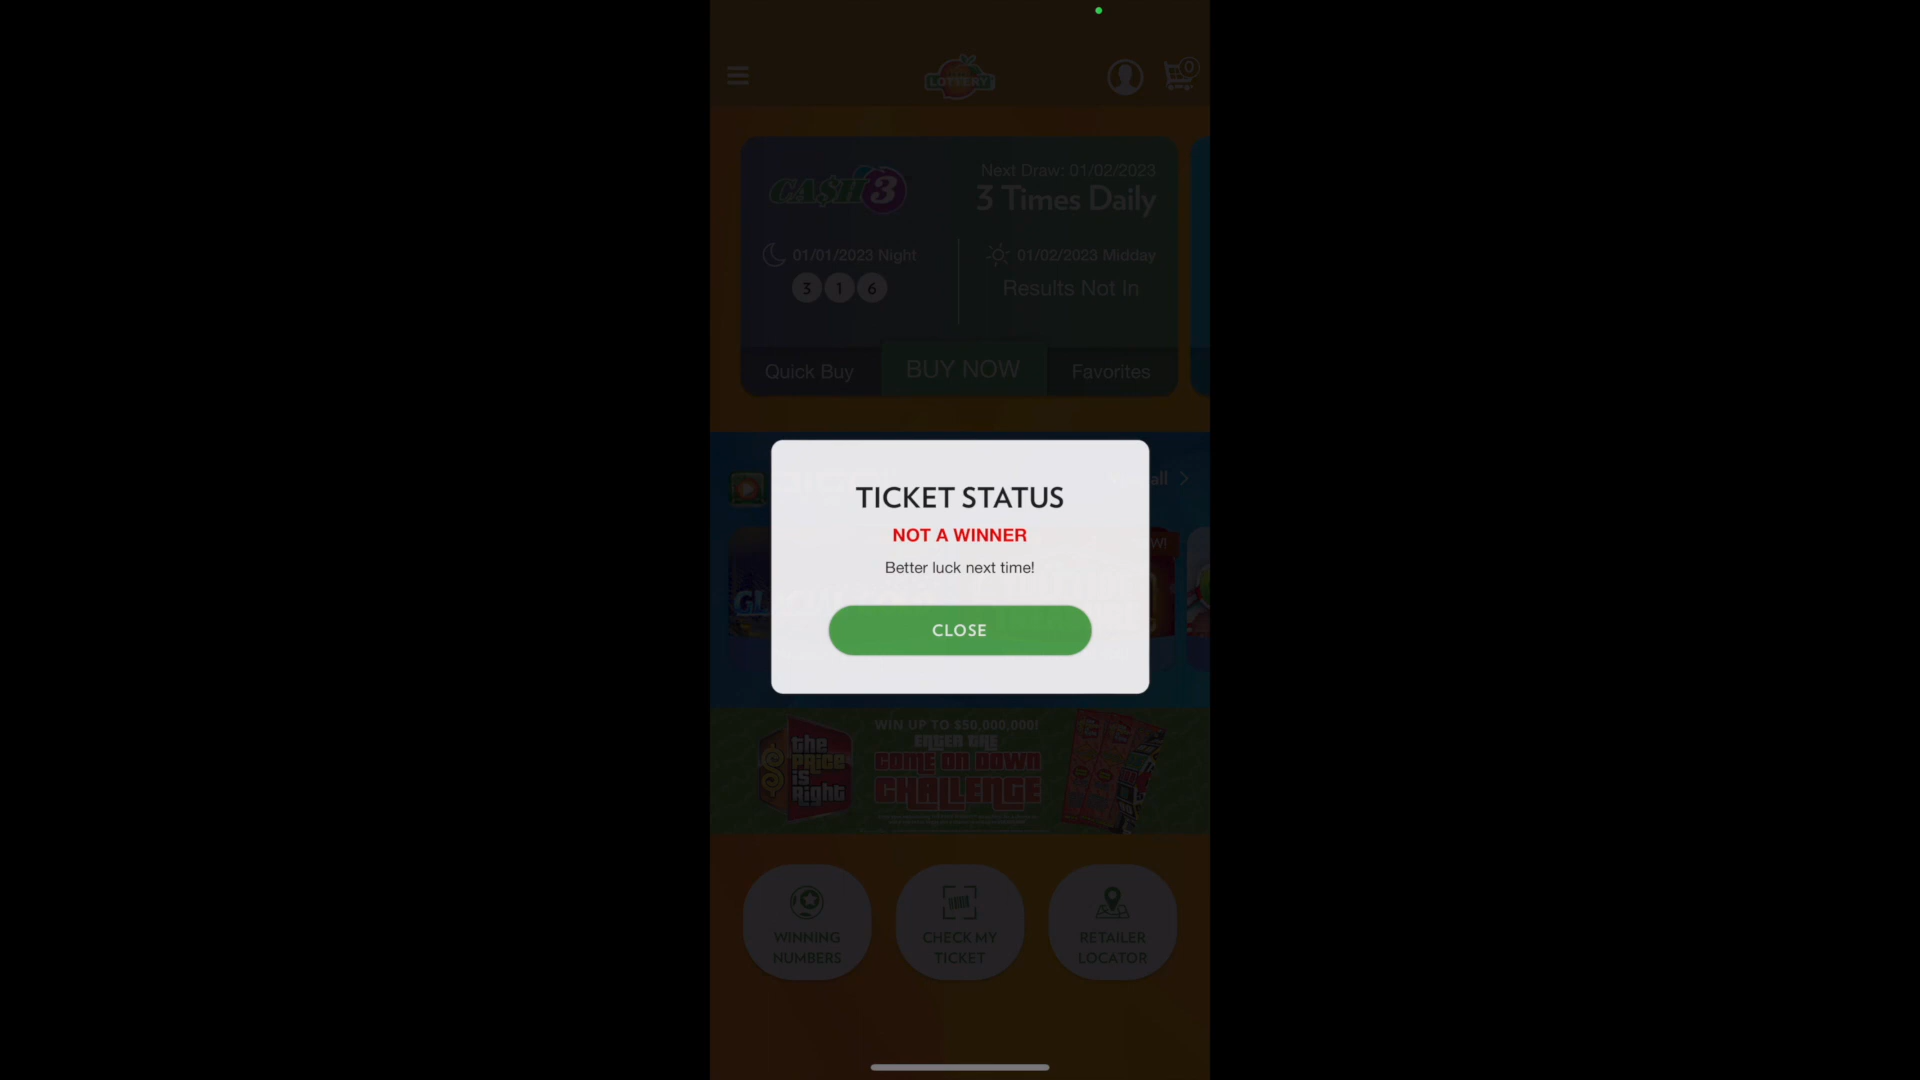 LOTTERY
0
CA$H 3
Next Draw: 01/02/2023
3 Times Daily
01/01/2023 Night
3 1 6
01/02/2023 Midday
Results Not In
Quick Buy
BUY NOW
Favorites
all
TICKET STATUS
NOT A WINNER
Better luck next time!
CLOSE
the PRICE is Right
WIN UP TO $50,000,000!
ENTER THE
COME ON DOWN
CHALLENGE
WINNING
NUMBERS
CHECK MY
TICKET
RETAILER
LOCATOR